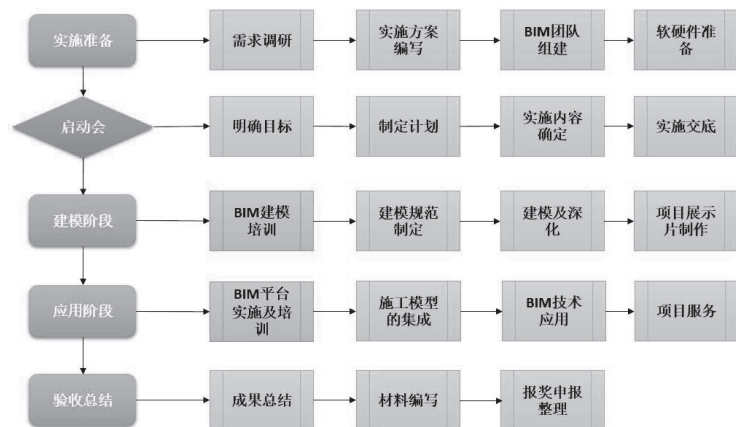 实施准备
需求调研
实施方案
编写
BIM团队
组建
软硬件准
备
启动会
明确目标
制定计划
实施内容
确定
实施交底
建模阶段
BIM建模
培训
建模规范
制定
建模及深
化
项目展示
片制作
应用阶段
BIM平台
实施及培
训
施工模型
的集成
BIM技术
应用
项目服务
验收总结
成果总结
材料编写
报奖申报
整理